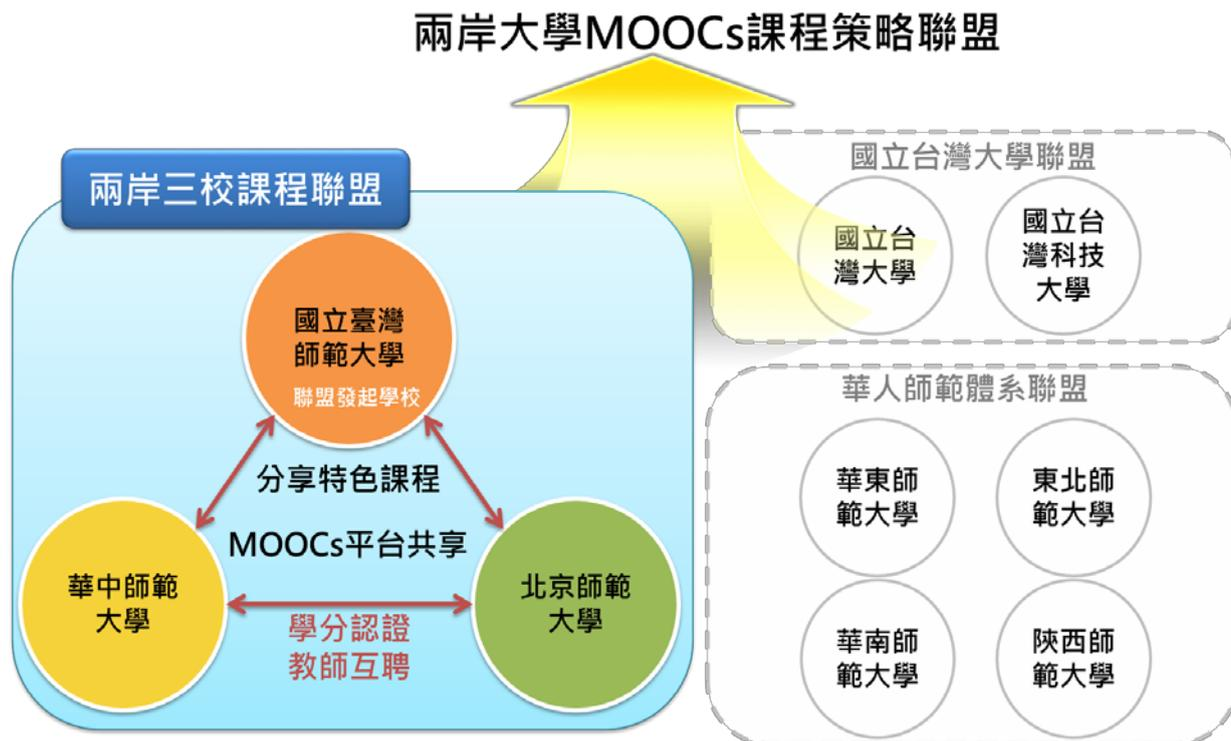 兩岸大學MOOCs課程策略聯盟
兩岸三校課程聯盟
國立臺灣
師範大學
聯盟發起學校
分享特色課程
MOOCs平台共享
華中師範
大學
北京師範
大學
學分認證
教師互聘
國立台灣大學聯盟
國立台
灣大學
國立台
灣科技
大學
華人師範體系聯盟
華東師
範大學
東北師
範大學
華南師
範大學
陝西師
範大學